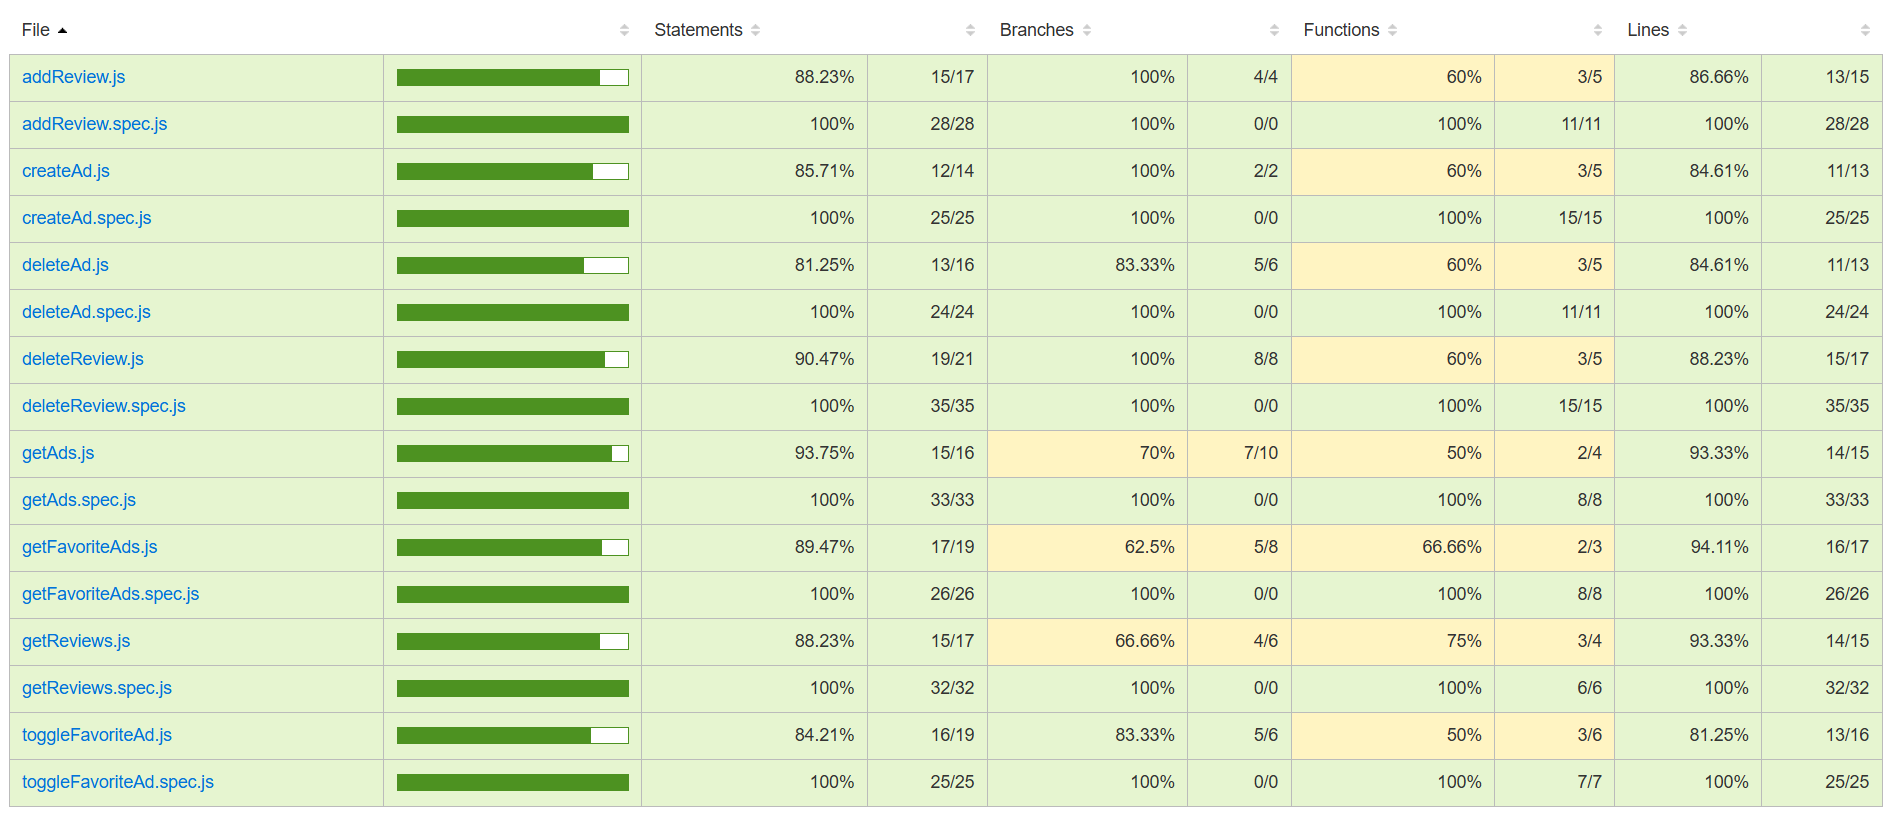 File Statements Branches Functions Lines
addReview.js 88.23% 15/17 100% 4/4 60% 3/5 86.66% 13/15
addReview.spec.js 100% 28/28 100% 0/0 100% 11/11 100% 28/28
createAd.js 85.71% 12/14 100% 2/2 60% 3/5 84.61% 11/13
createAd.spec.js 100% 25/25 100% 0/0 100% 15/15 100% 25/25
deleteAd.js 81.25% 13/16 83.33% 5/6 60% 3/5 84.61% 11/13
deleteAd.spec.js 100% 24/24 100% 0/0 100% 11/11 100% 24/24
deleteReview.js 90.47% 19/21 100% 8/8 60% 3/5 88.23% 15/17
deleteReview.spec.js 100% 35/35 100% 0/0 100% 15/15 100% 35/35
getAds.js 93.75% 15/16 70% 7/10 50% 2/4 93.33% 14/15
getAds.spec.js 100% 33/33 100% 0/0 100% 8/8 100% 33/33
getFavoriteAds.js 89.47% 17/19 62.5% 5/8 66.66% 2/3 94.11% 16/17
getFavoriteAds.spec.js 100% 26/26 100% 0/0 100% 8/8 100% 26/26
getReviews.js 88.23% 15/17 66.66% 4/6 75% 3/4 93.33% 14/15
getReviews.spec.js 100% 32/32 100% 0/0 100% 6/6 100% 32/32
toggleFavoriteAd.js 84.21% 16/19 83.33% 5/6 50% 3/6 81.25% 13/16
toggleFavoriteAd.spec.js 100% 25/25 100% 0/0 100% 7/7 100% 25/25